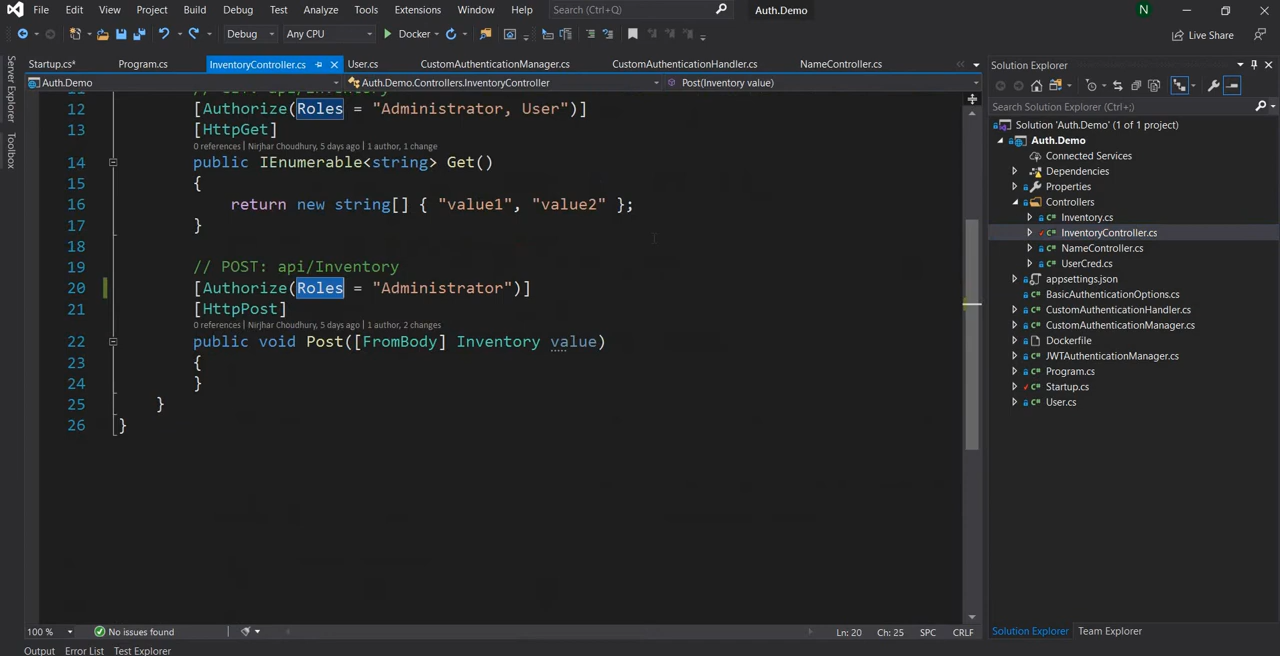 File Edit View Project Build Debug Test Analyze Tools Extensions Window Help Search (Ctrl+Q) Auth.Demo N
Debug Any CPU Docker Live Share
Server Explorer
Toolbox
Startup.cs* Program.cs InventoryController.cs User.cs CustomAuthenticationManager.cs CustomAuthenticationHandler.cs NameController.cs
Auth.Demo Auth.Demo.Controllers.InventoryController Post(Inventory value)
12 [Authorize(Roles = "Administrator, User")]
13 [HttpGet]
0 references | Nirjhar Choudhury, 5 days ago | 1 author, 1 change
14 public IEnumerable<string> Get()
15 {
16 return new string[] { "value1", "value2" };
17 }
18
19 // POST: api/Inventory
20 [Authorize(Roles = "Administrator")]
21 [HttpPost]
0 references | Nirjhar Choudhury, 5 days ago | 1 author, 2 changes
22 public void Post([FromBody] Inventory value)
23 {
24 }
25 }
26 }
100 % No issues found Ln: 20 Ch: 25 SPC CRLF
Output Error List Test Explorer
Solution Explorer
Search Solution Explorer (Ctrl+;)
Solution 'Auth.Demo' (1 of 1 project)
Auth.Demo
Connected Services
Dependencies
Properties
Controllers
Inventory.cs
InventoryController.cs
NameController.cs
UserCred.cs
appsettings.json
BasicAuthenticationOptions.cs
CustomAuthenticationHandler.cs
CustomAuthenticationManager.cs
Dockerfile
JWTAuthenticationManager.cs
Program.cs
Startup.cs
User.cs
Solution Explorer Team Explorer